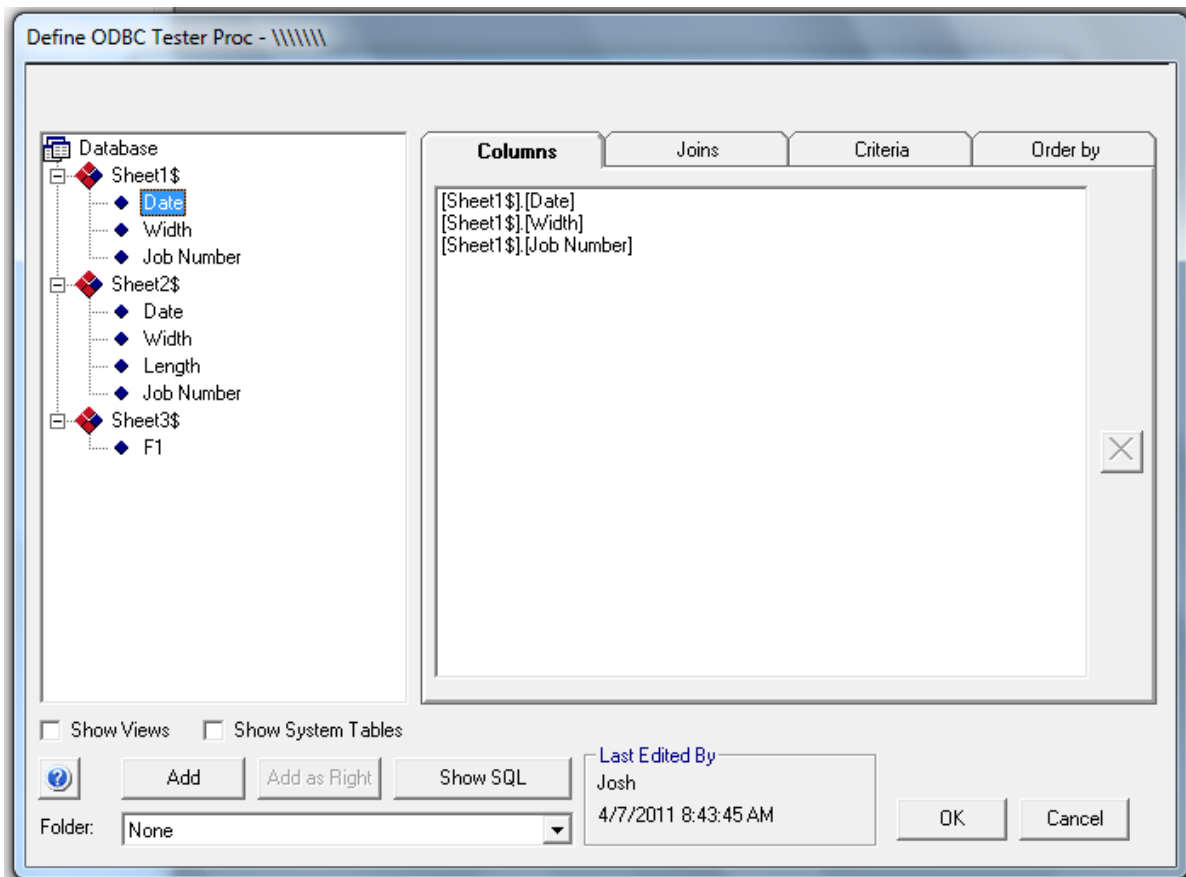 Define ODBC Tester Proc - \\\\\\\
Database
Sheet1$
Date
Width
Job Number
Sheet2$
Date
Width
Length
Job Number
Sheet3$
F1
Columns
Joins
Criteria
Order by
[Sheet1$].[Date]
[Sheet1$].[Width]
[Sheet1$].[Job Number]
Show Views
Show System Tables
Add
Add as Right
Show SQL
Folder:
None
Last Edited By
Josh
4/7/2011 8:43:45 AM
OK
Cancel